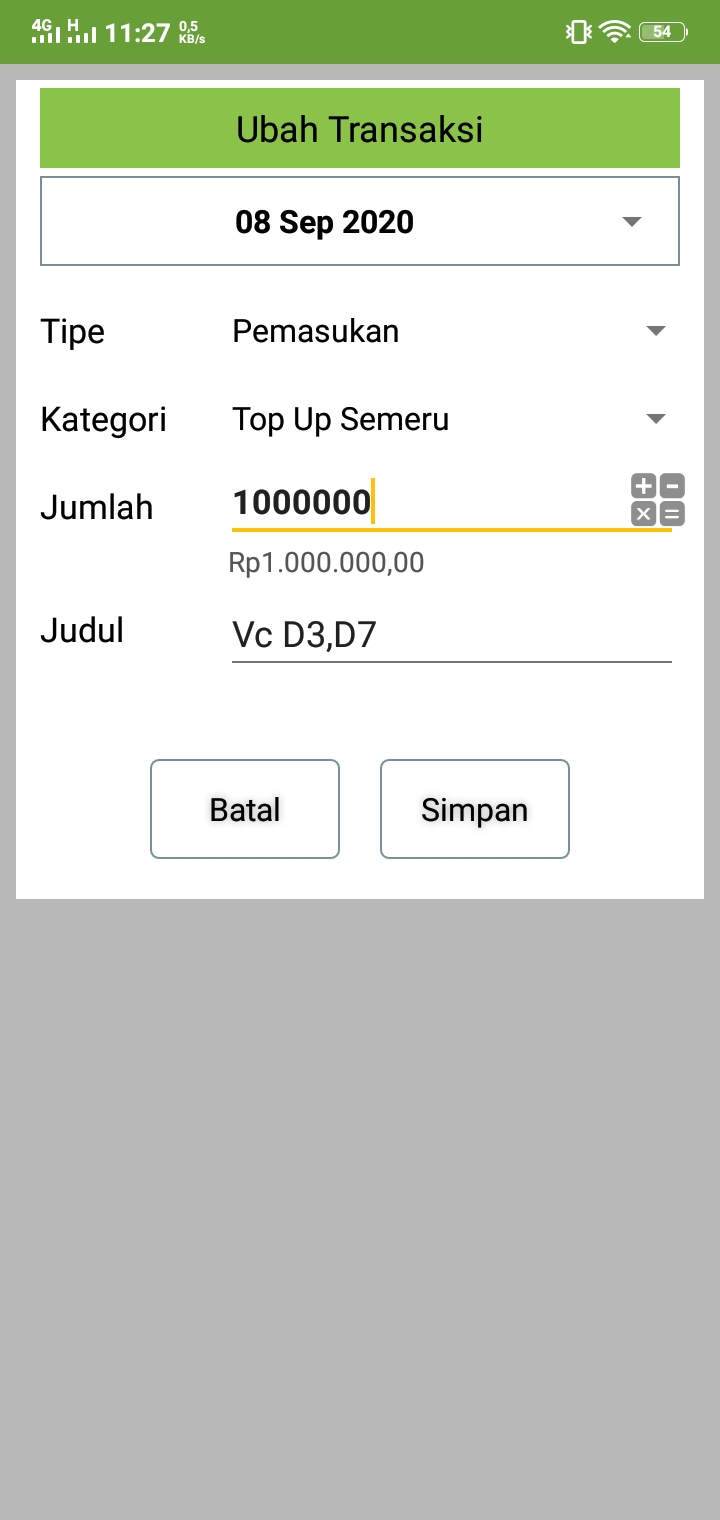 4G H 11:27 0,5 KB/s 54
Ubah Transaksi
08 Sep 2020
Tipe Pemasukan
Kategori Top Up Semeru
Jumlah 1000000
Rp1.000.000,00
Judul Vc D3,D7
Batal Simpan